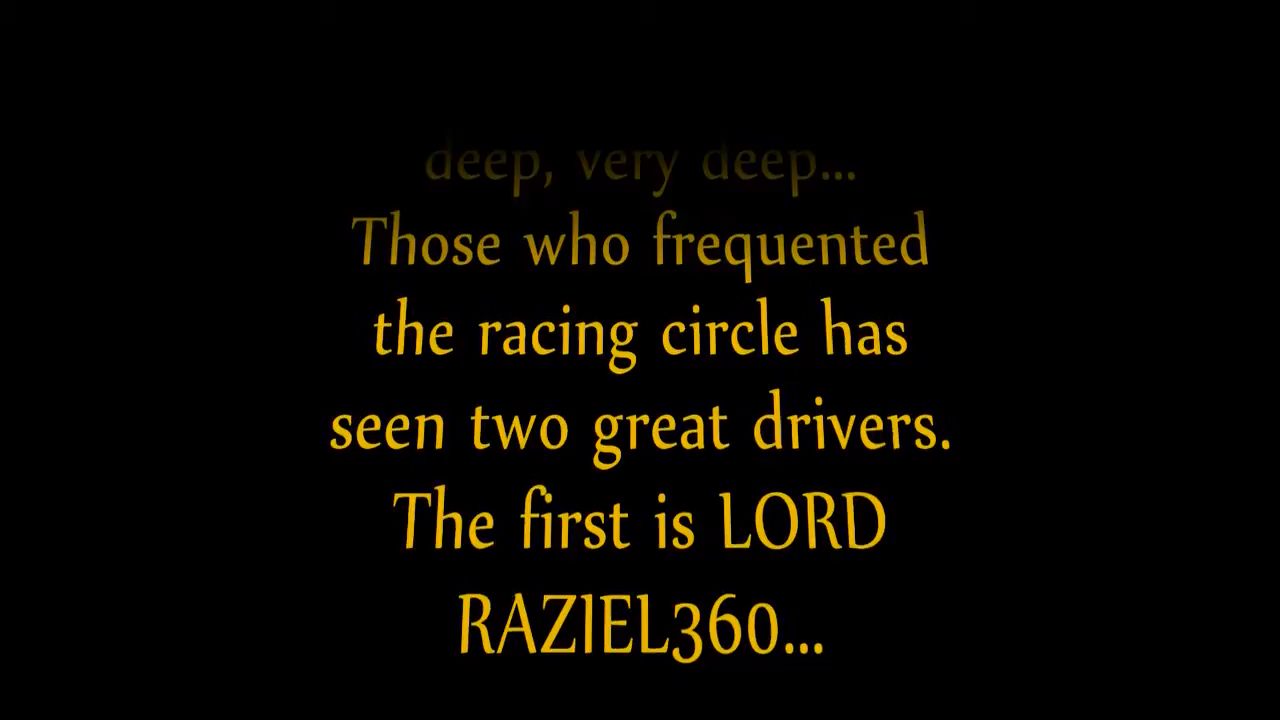 deep, very deep...
Those who frequented
the racing circle has
seen two great drivers.
The first is LORD
RAZIEL360...